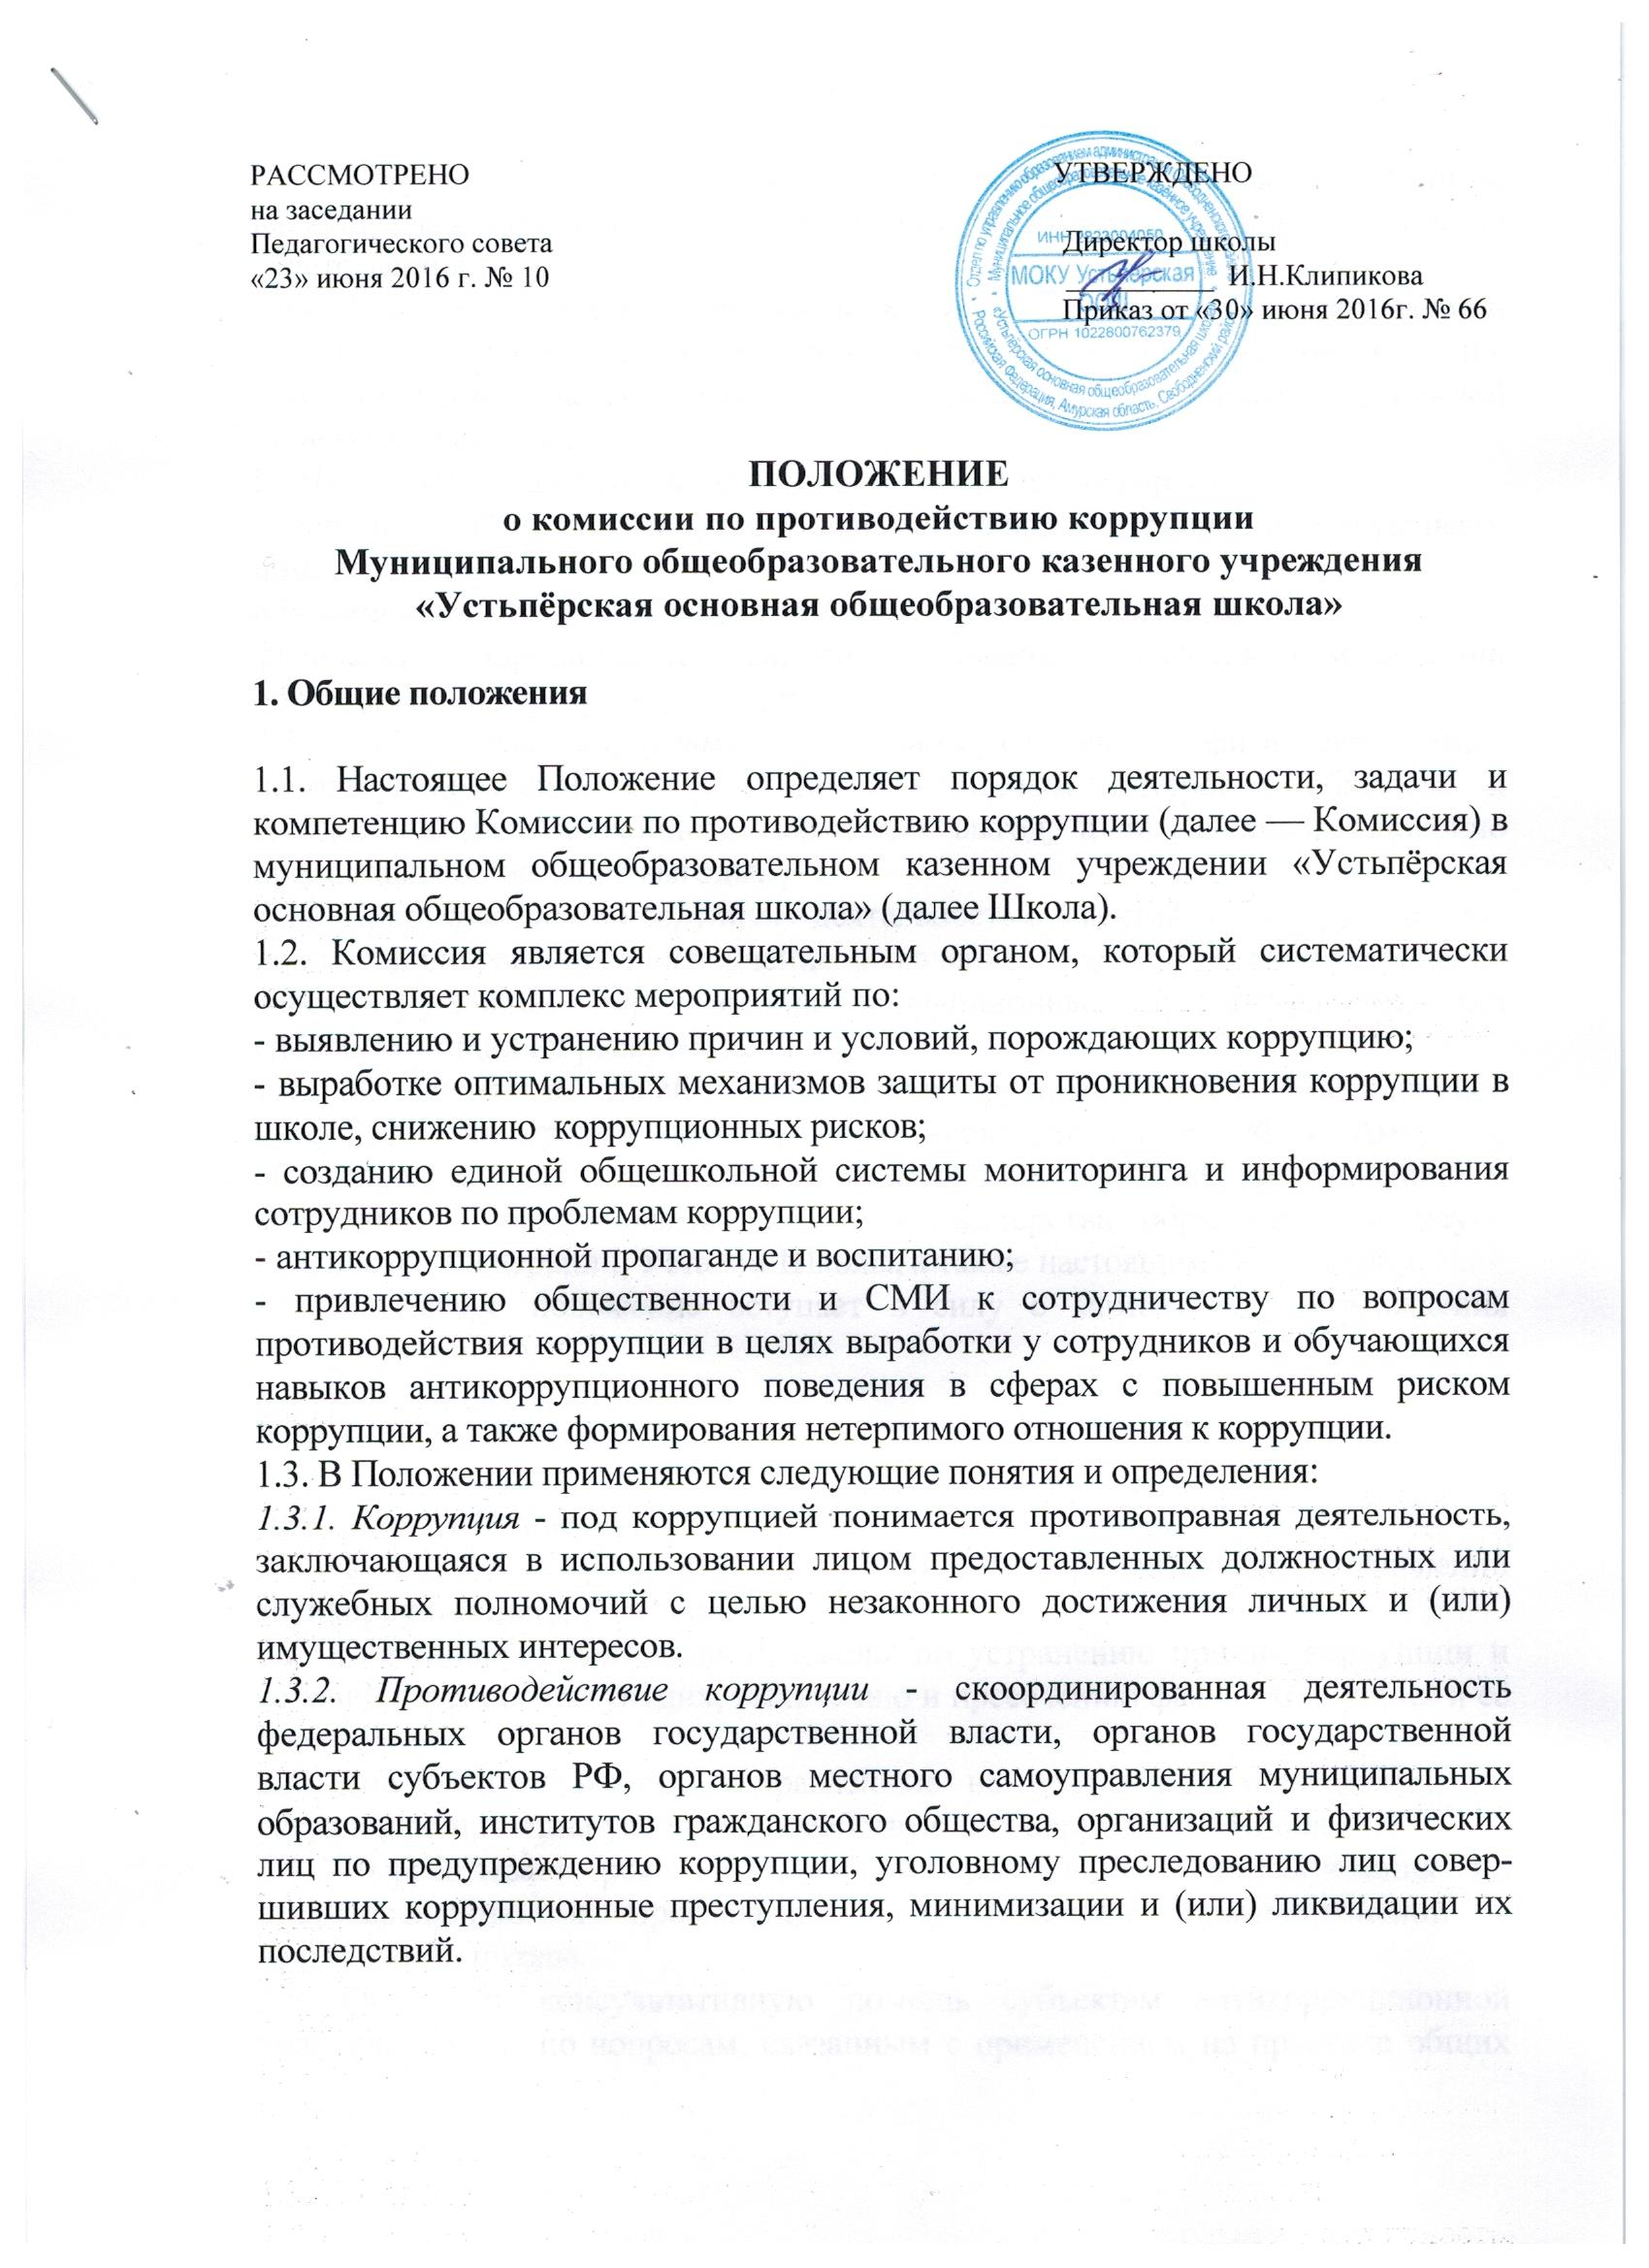 РАССМОТРЕНО
на заседании
Педагогического совета
«23» июня 2016 г. № 10
УТВЕРЖДЕНО
Директор школы
И.Н.Клипикова
Приказ от «30» июня 2016г. № 66
МОКУ Устьпёрская
ООШ
ОГРН 1022800762379
ПОЛОЖЕНИЕ
о комиссии по противодействию коррупции
Муниципального общеобразовательного казенного учреждения
«Устьпёрская основная общеобразовательная школа»
1. Общие положения
1.1. Настоящее Положение определяет порядок деятельности, задачи и
компетенцию Комиссии по противодействию коррупции (далее — Комиссия) в
муниципальном общеобразовательном казенном учреждении «Устьпёрская
основная общеобразовательная школа» (далее Школа).
1.2. Комиссия является совещательным органом, который систематически
осуществляет комплекс мероприятий по:
- выявлению и устранению причин и условий, порождающих коррупцию;
- выработке оптимальных механизмов защиты от проникновения коррупции в
школе, снижению коррупционных рисков;
- созданию единой общешкольной системы мониторинга и информирования
сотрудников по проблемам коррупции;
- антикоррупционной пропаганде и воспитанию;
- привлечению общественности и СМИ к сотрудничеству по вопросам
противодействия коррупции в целях выработки у сотрудников и обучающихся
навыков антикоррупционного поведения в сферах с повышенным риском
коррупции, а также формирования нетерпимого отношения к коррупции.
1.3. В Положении применяются следующие понятия и определения:
1.3.1. Коррупция - под коррупцией понимается противоправная деятельность,
заключающаяся в использовании лицом предоставленных должностных или
служебных полномочий с целью незаконного достижения личных и (или)
имущественных интересов.
1.3.2. Противодействие коррупции - скоординированная деятельность
федеральных органов государственной власти, органов государственной
власти субъектов РФ, органов местного самоуправления муниципальных
образований, институтов гражданского общества, организаций и физических
лиц по предупреждению коррупции, уголовному преследованию лиц совер-
шивших коррупционные преступления, минимизации и (или) ликвидации их
последствий.